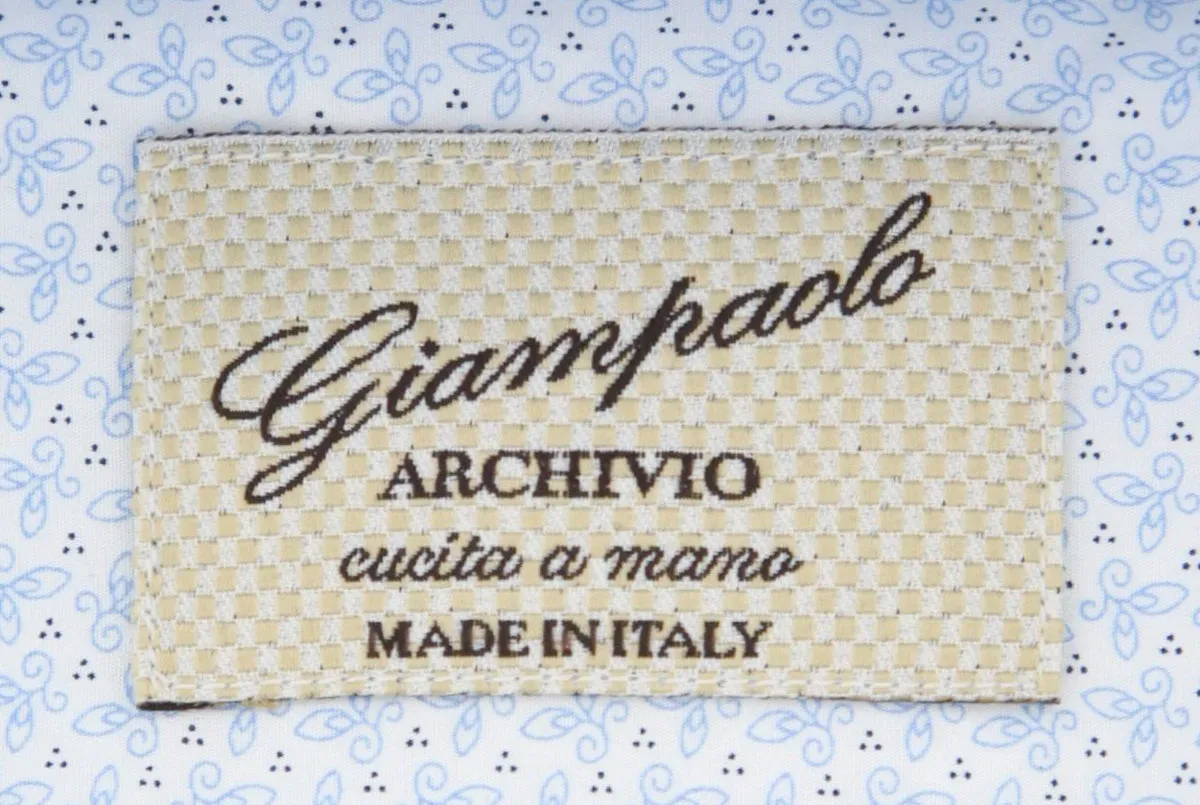 Giampaolo
ARCHIVIO
cucita a mano
MADE IN ITALY